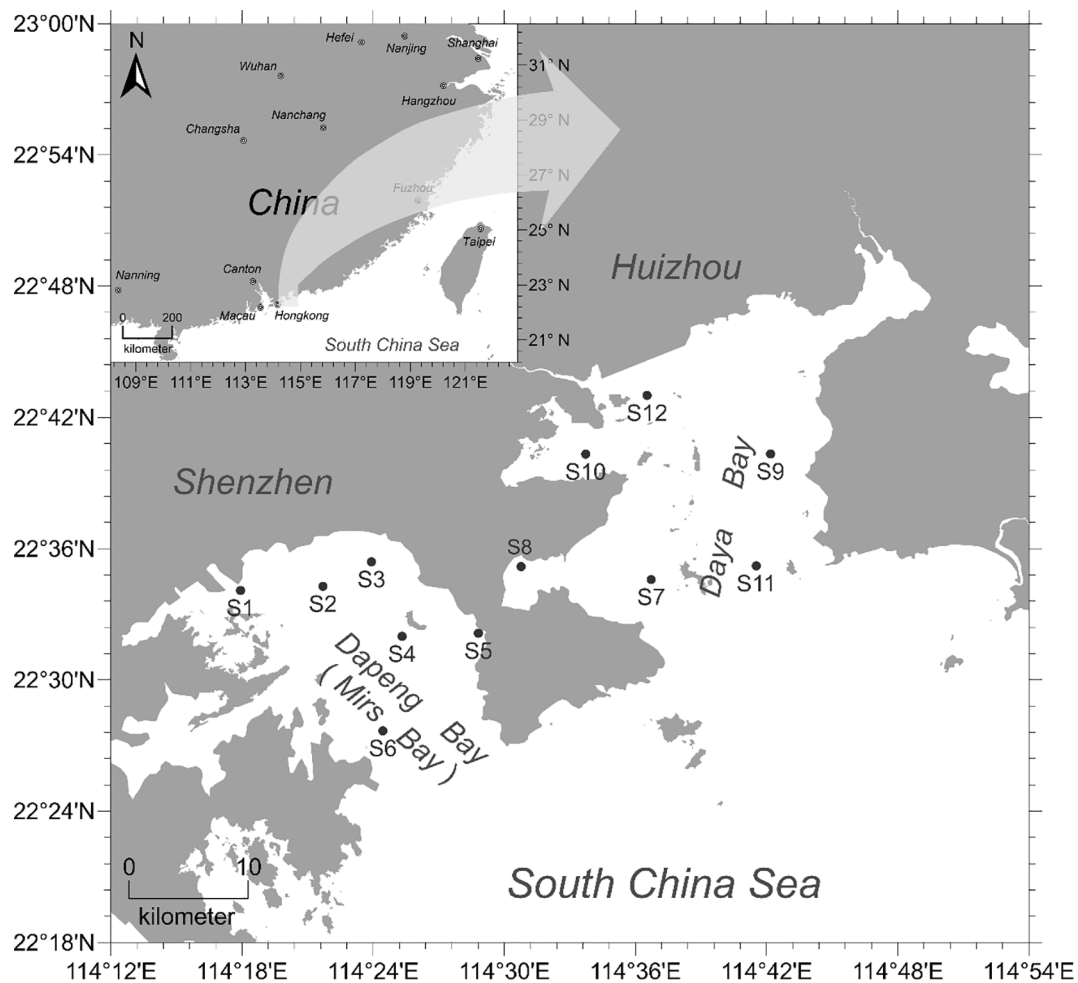 23°00'N
N
Hefei
Nanjing
Shanghai
Wuhan
31° N
Hangzhou
Nanchang
Changsha
29° N
22°54'N
27° N
Fuzhou
China
25° N
Taipei
Huizhou
Nanning
Canton
22°48'N
23° N
Macau
Hongkong
0 200
kilometer
South China Sea
21° N
109°E 111°E 113°E 115°E 117°E 119°E 121°E
22°42'N
S12
S10
Bay
S9
Shenzhen
22°36'N
S8
S3
Daya
S11
S7
S2
S1
S4
S5
22°30'N
Dapeng Bay
( Mirs Bay )
S6
22°24'N
0 10
kilometer
South China Sea
22°18'N
114°12'E 114°18'E 114°24'E 114°30'E 114°36'E 114°42'E 114°48'E 114°54'E